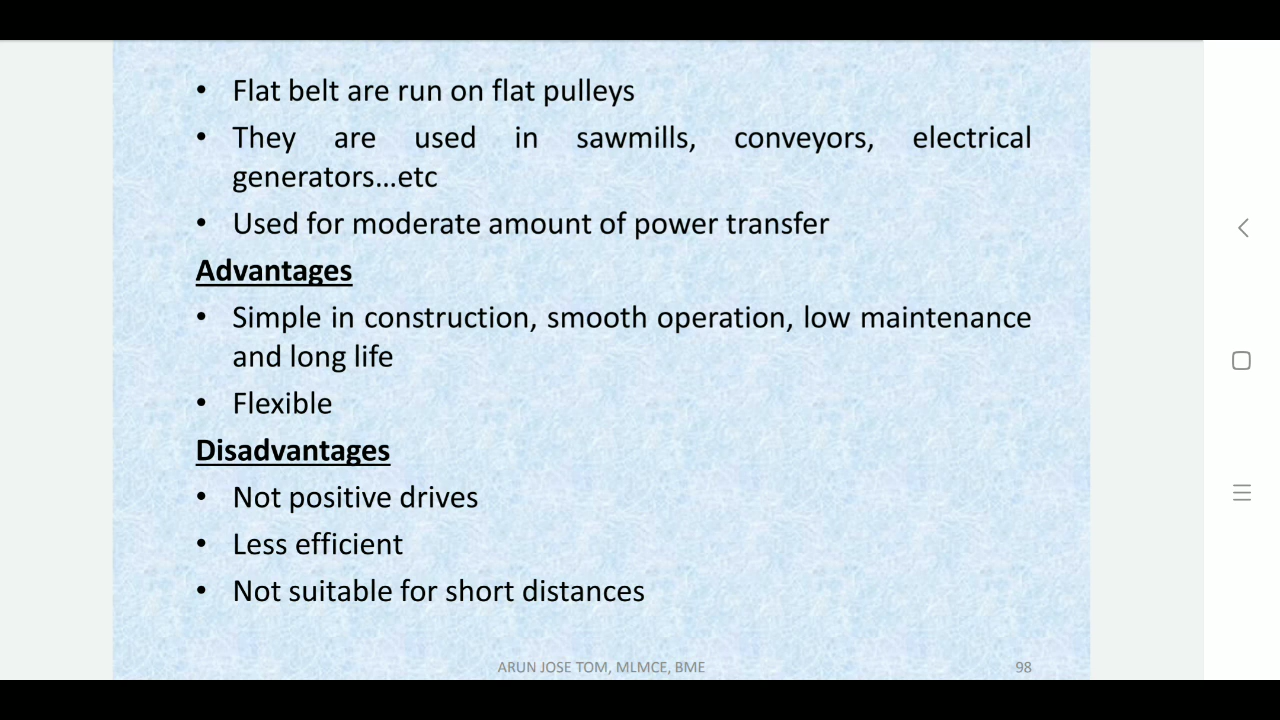 • Flat belt are run on flat pulleys
• They are used in sawmills, conveyors, electrical
generators...etc
• Used for moderate amount of power transfer
Advantages
• Simple in construction, smooth operation, low maintenance
and long life
• Flexible
Disadvantages
• Not positive drives
• Less efficient
• Not suitable for short distances
ARUN JOSE TOM, MLMCE, BME 98